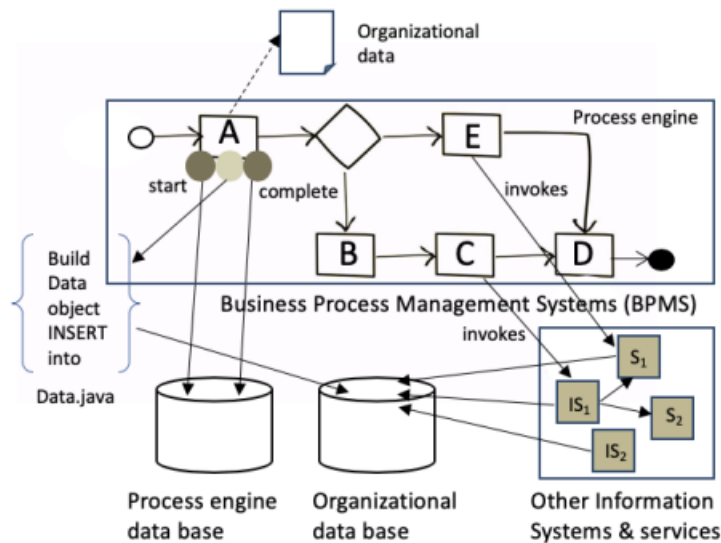 Organizational
data
Process engine
A
E
start
complete
invokes
B
C
D
Build
Data
object
INSERT
into
Data.java
Business Process Management Systems (BPMS)
invokes
S₁
IS₁
S₂
IS₂
Process engine
data base
Organizational
data base
Other Information
Systems & services